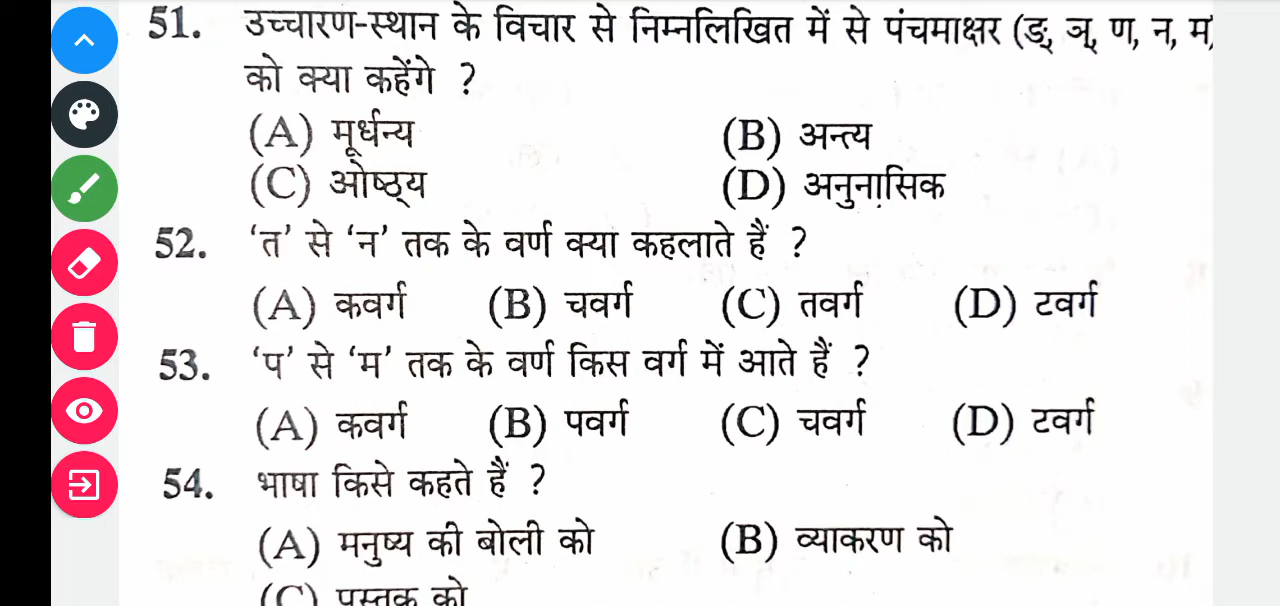 51. उच्चारण-स्थान के विचार से निम्नलिखित में से पंचमाक्षर (ङ्, ञ्, ण, न, म)
को क्या कहेंगे ?
(A) मूर्धन्य (B) अन्त्य
(C) ओष्ठ्य (D) अनुनासिक
52. ‘त’ से ‘न’ तक के वर्ण क्या कहलाते हैं ?
(A) कवर्ग (B) चवर्ग (C) तवर्ग (D) टवर्ग
53. ‘प’ से ‘म’ तक के वर्ण किस वर्ग में आते हैं ?
(A) कवर्ग (B) पवर्ग (C) चवर्ग (D) टवर्ग
54. भाषा किसे कहते हैं ?
(A) मनुष्य की बोली को (B) व्याकरण को
(C) पुस्तक को